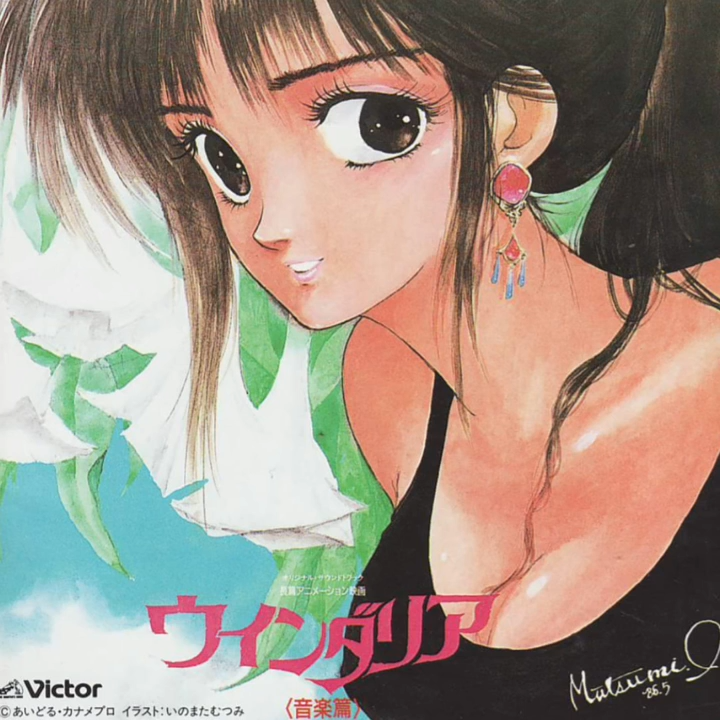 オリジナル・サウンドトラック
長篇アニメーション映画
ウインダリア
〈音楽篇〉
Victor
Ⓒあいどる・カナメプロ イラスト:いのまたむつみ
Mutsumi. I
-86.5